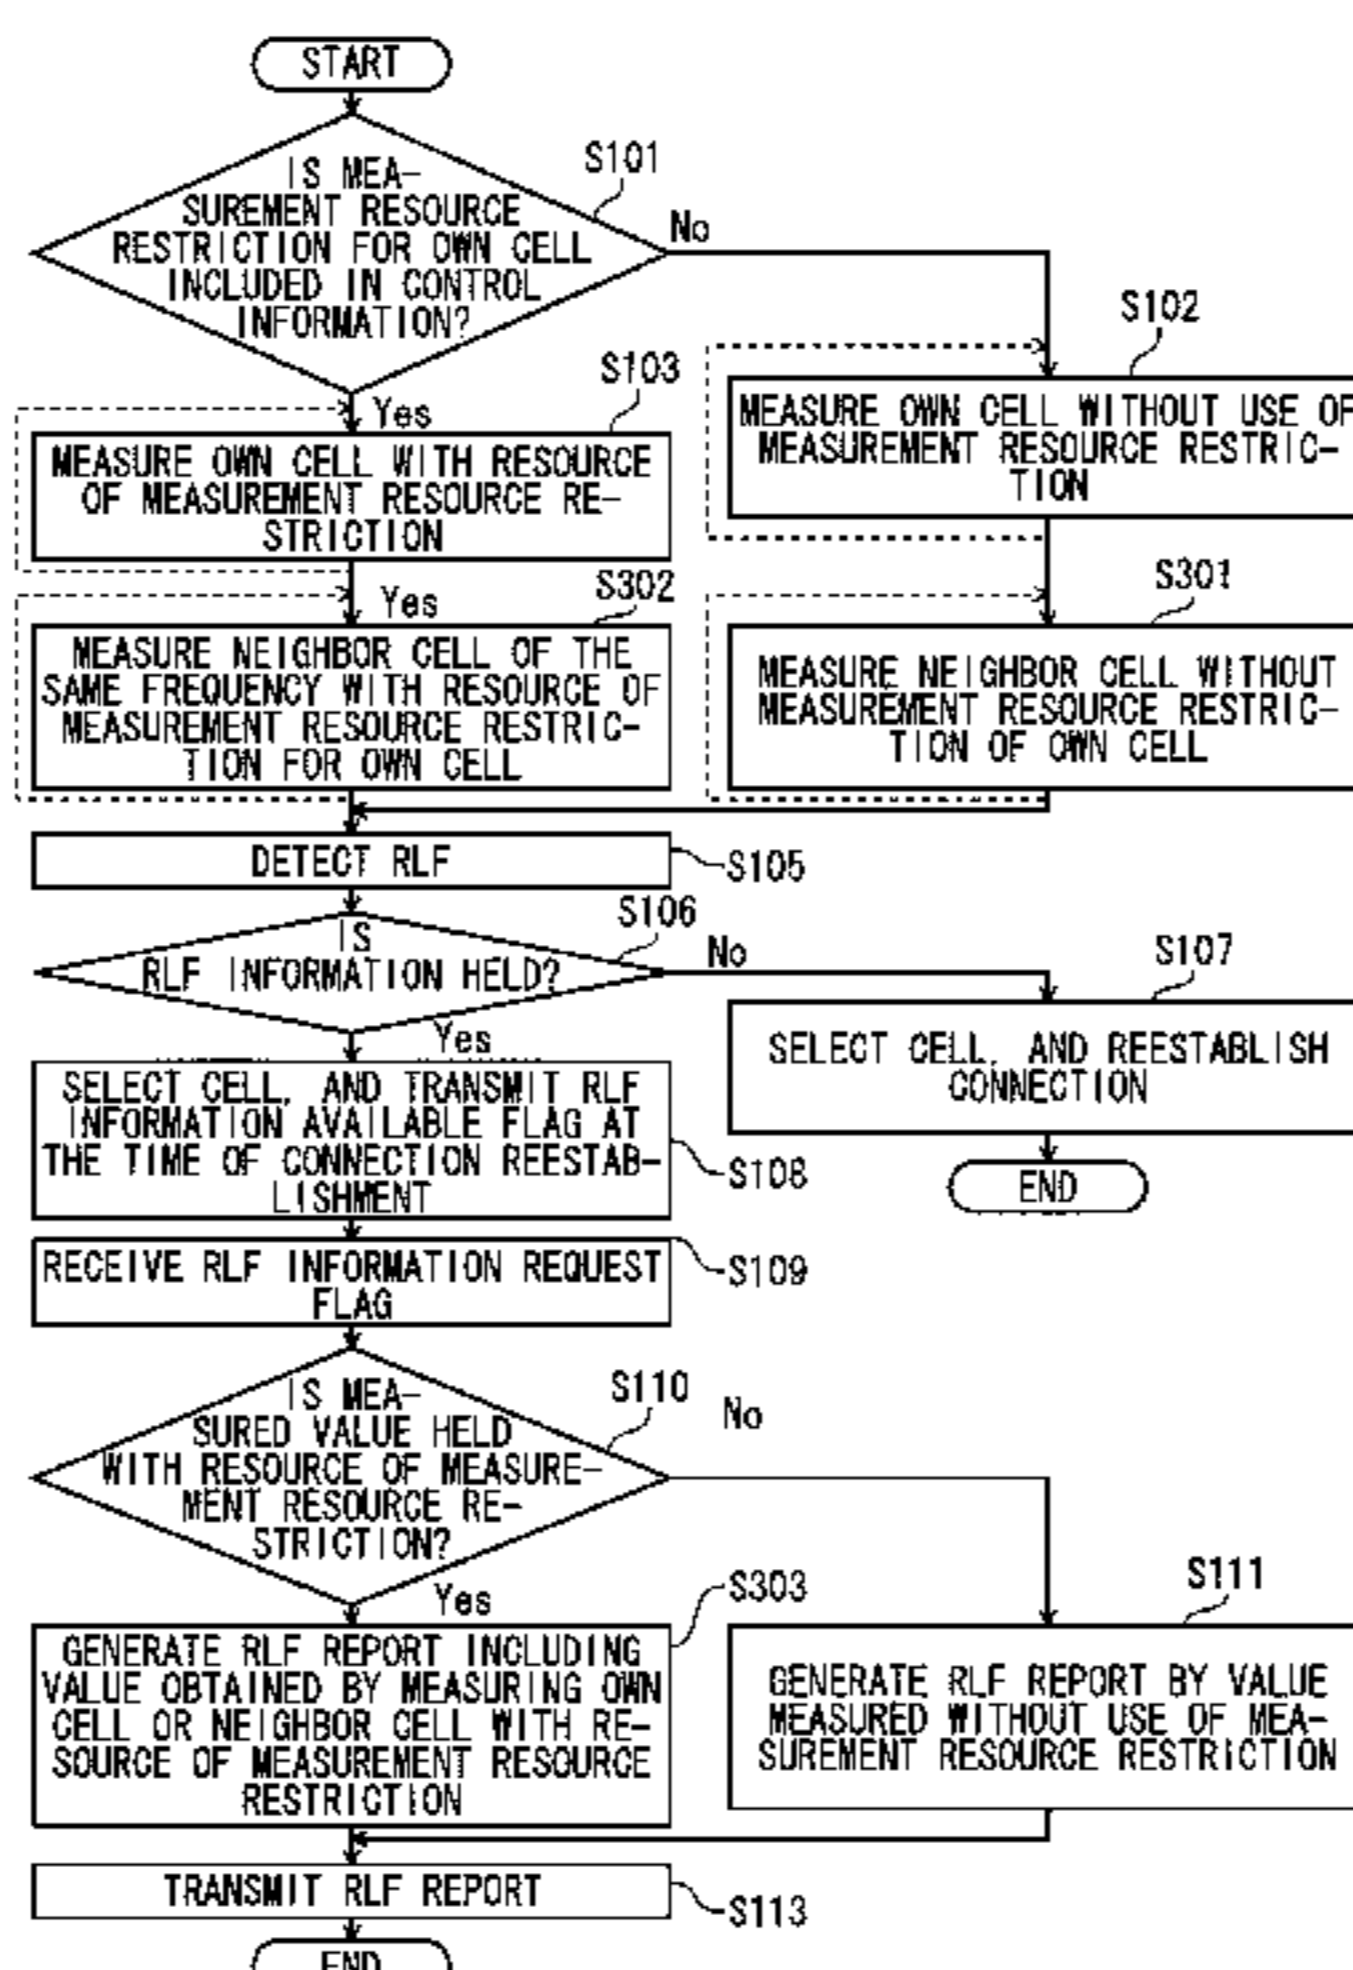 START
S101
IS MEA-
SUREMENT RESOURCE
RESTRICTION FOR OWN CELL
INCLUDED IN CONTROL
INFORMATION?
No
Yes
S102
MEASURE OWN CELL WITHOUT USE OF
MEASUREMENT RESOURCE RESTRIC-
TION
S103
MEASURE OWN CELL WITH RESOURCE
OF MEASUREMENT RESOURCE RE-
STRICTION
Yes
S302
MEASURE NEIGHBOR CELL OF THE
SAME FREQUENCY WITH RESOURCE OF
MEASUREMENT RESOURCE RESTRIC-
TION FOR OWN CELL
S301
MEASURE NEIGHBOR CELL WITHOUT
MEASUREMENT RESOURCE RESTRIC-
TION OF OWN CELL
DETECT RLF
S105
S106
IS
RLF INFORMATION HELD?
No
Yes
S107
SELECT CELL, AND REESTABLISH
CONNECTION
END
SELECT CELL, AND TRANSMIT RLF
INFORMATION AVAILABLE FLAG AT
THE TIME OF CONNECTION REESTAB-
LISHMENT
S108
RECEIVE RLF INFORMATION REQUEST
FLAG
S109
S110
IS MEA-
SURED VALUE HELD
WITH RESOURCE OF MEASURE-
MENT RESOURCE RE-
STRICTION?
No
Yes
S303
GENERATE RLF REPORT INCLUDING
VALUE OBTAINED BY MEASURING OWN
CELL OR NEIGHBOR CELL WITH RE-
SOURCE OF MEASUREMENT RESOURCE
RESTRICTION
S111
GENERATE RLF REPORT BY VALUE
MEASURED WITHOUT USE OF MEA-
SUREMENT RESOURCE RESTRICTION
TRANSMIT RLF REPORT
S113
END